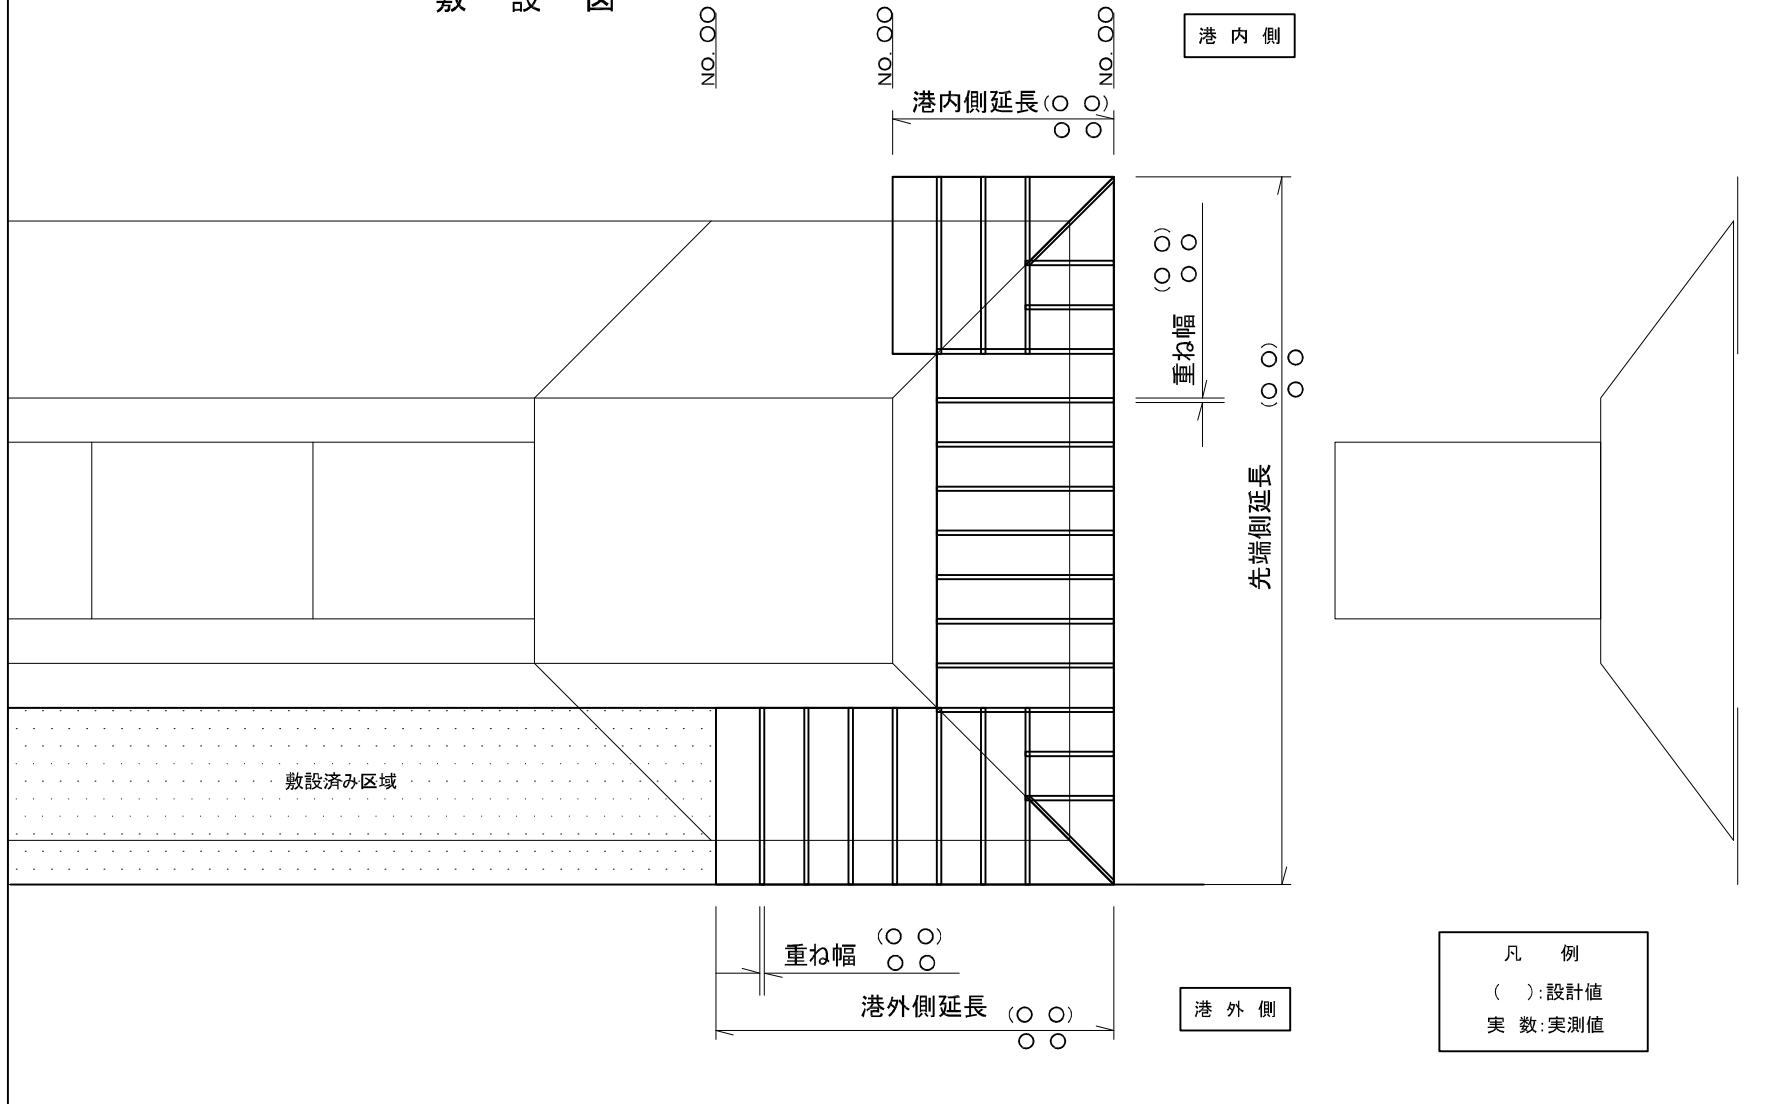 敷設図
NO. ○○
NO. ○○
NO. ○○
港内側
港内側延長(○ ○)
○ ○
(○ ○)
○ ○
重ね幅
(○ ○)
○ ○
先端側延長
敷設済み区域
重ね幅 (○ ○)
○ ○
港外側延長 (○ ○)
○ ○
港外側
凡 例
( ):設計値
実 数:実測値